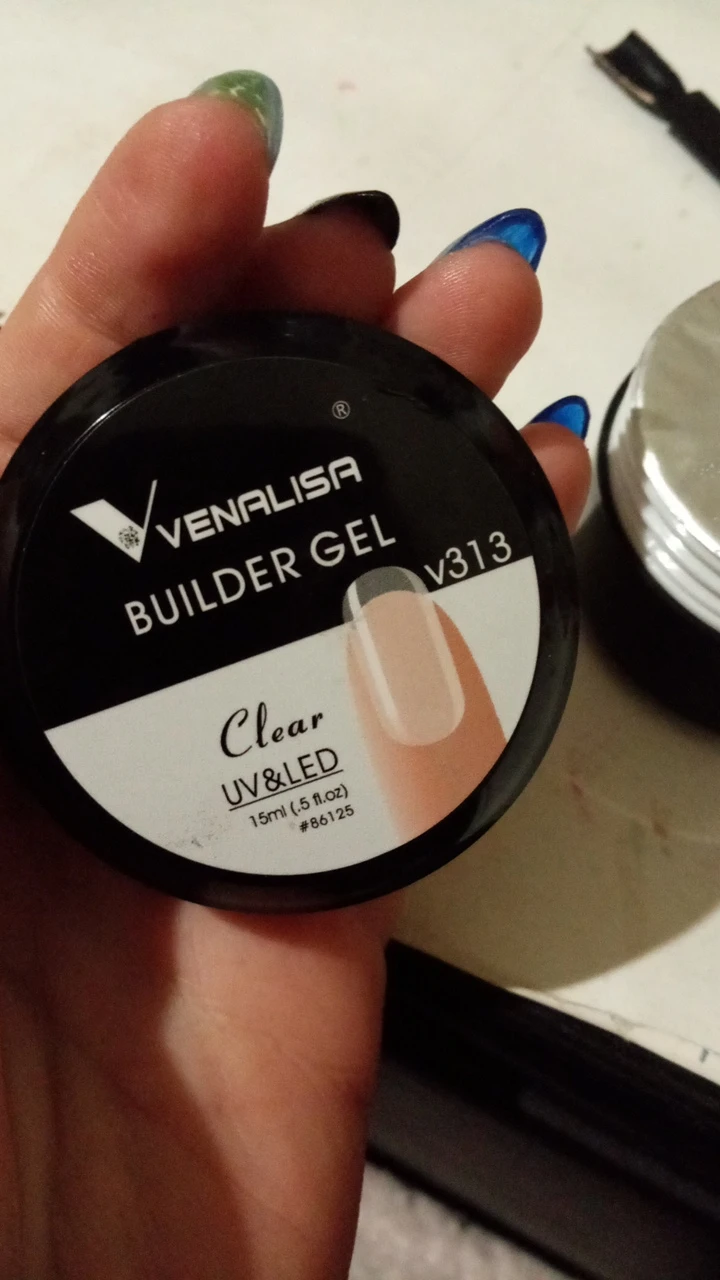 ®
VENALISA
BUILDER GEL
v313
Clear
UV&LED
15ml (.5 fl.oz)
#86125